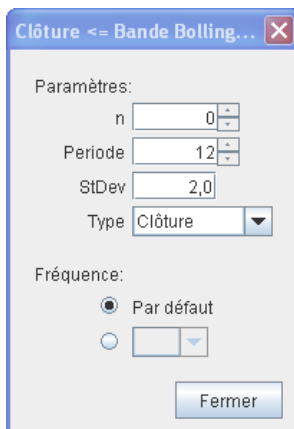 Clôture <= Bande Bolling...
Paramètres:
n 0
Periode 12
StDev 2,0
Type Clôture
Fréquence:
Par défaut
Fermer